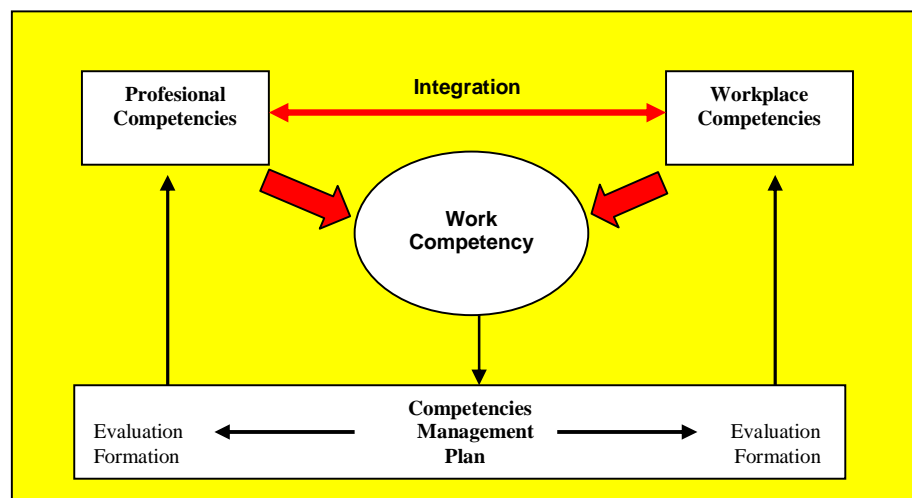 Profesional
Competencies
Integration
Workplace
Competencies
Work
Competency
Competencies
Management
Plan
Evaluation
Formation
Evaluation
Formation